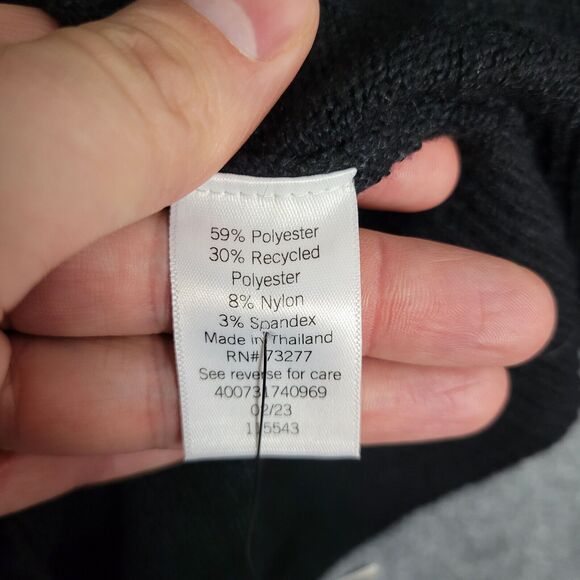 59% Polyester
30% Recycled
Polyester
8% Nylon
3% Spandex
Made in Thailand
RN# 73277
See reverse for care
400731740969
02/23
115543